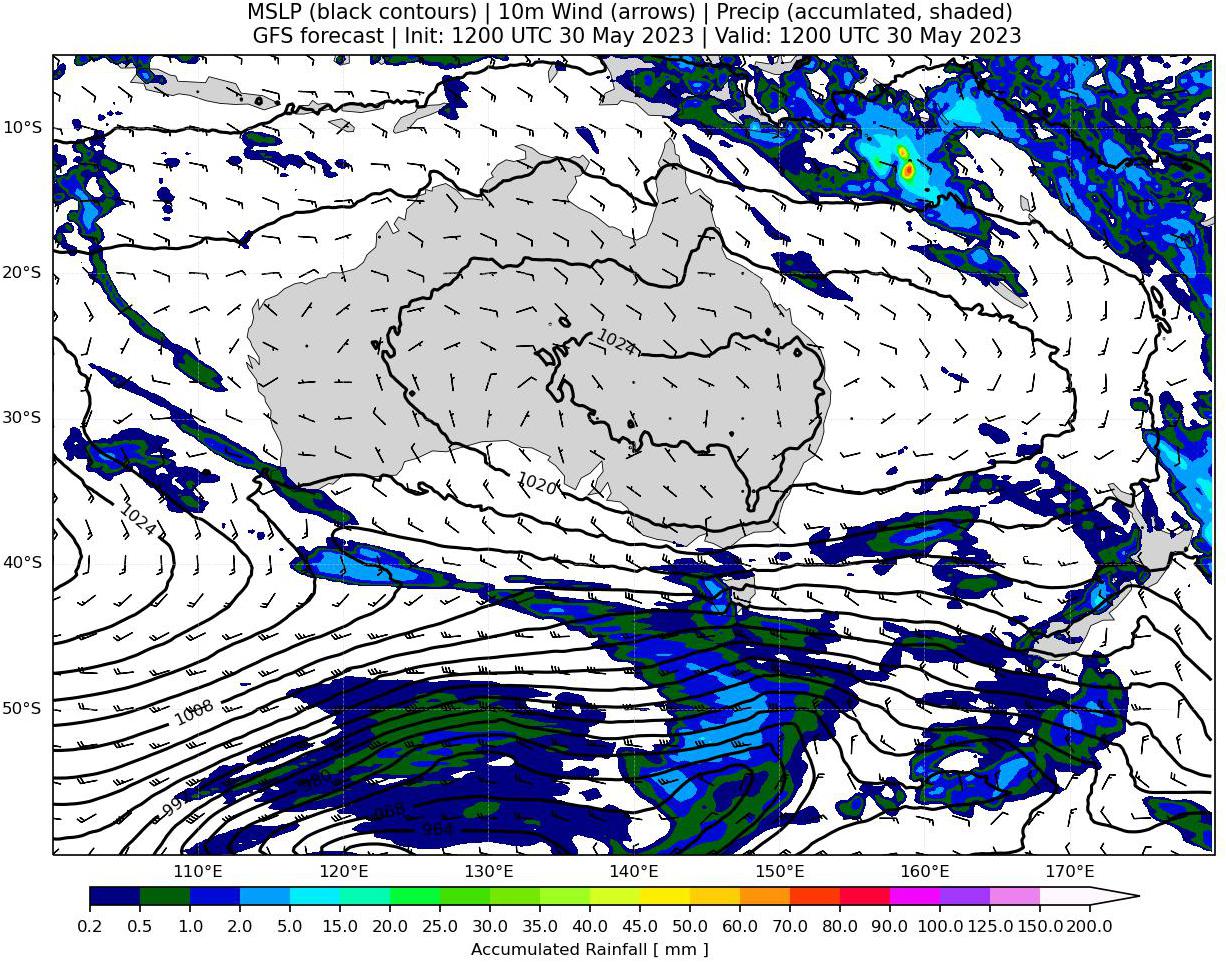 MSLP (black contours) | 10m Wind (arrows) | Precip (accumlated, shaded)
GFS forecast | Init: 1200 UTC 30 May 2023 | Valid: 1200 UTC 30 May 2023
10°S
20°S
1024
30°S
1020
1024
40°S
1008
50°S
980
992
968
964
110°E 120°E 130°E 140°E 150°E 160°E 170°E
0.2 0.5 1.0 2.0 5.0 10.0 15.0 20.0 25.0 30.0 35.0 40.0 45.0 50.0 60.0 70.0 80.0 90.0 100.0 125.0 150.0 200.0
Accumulated Rainfall [ mm ]